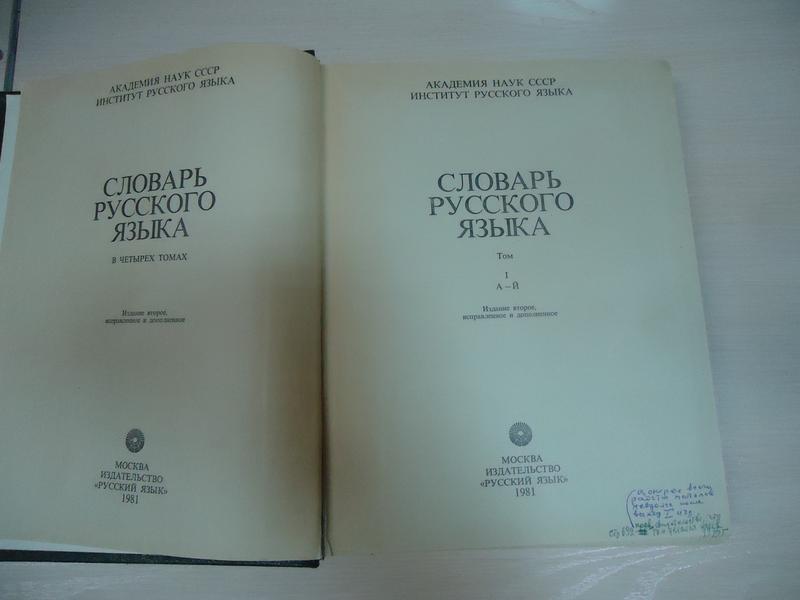 АКАДЕМИЯ НАУК СССР
ИНСТИТУТ РУССКОГО ЯЗЫКА
СЛОВАРЬ
РУССКОГО
ЯЗЫКА
В ЧЕТЫРЕХ ТОМАХ
Издание второе,
исправленное и дополненное
МОСКВА
ИЗДАТЕЛЬСТВО
«РУССКИЙ ЯЗЫК»
1981
АКАДЕМИЯ НАУК СССР
ИНСТИТУТ РУССКОГО ЯЗЫКА
СЛОВАРЬ
РУССКОГО
ЯЗЫКА
Том
I
А – Й
Издание второе,
исправленное и дополненное
МОСКВА
ИЗДАТЕЛЬСТВО
«РУССКИЙ ЯЗЫК»
1981